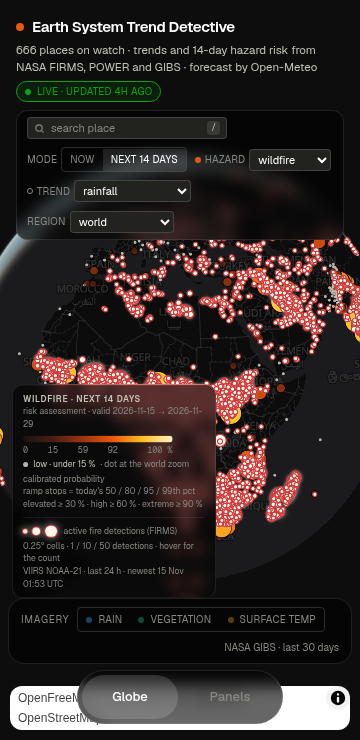 Earth System Trend Detective
666 places on watch · trends and 14-day hazard risk from
NASA FIRMS, POWER and GIBS · forecast by Open-Meteo
LIVE · UPDATED 4H AGO
search place /
MODE NOW NEXT 14 DAYS HAZARD wildfire
TREND rainfall
REGION world
MOROCCO
NIGER CHAD
WILDFIRE · NEXT 14 DAYS
risk assessment · valid 2026-11-15 → 2026-11-
29
0 15 59 92 100 %
low · under 15 % · dot at the world zoom
calibrated probability
ramp stops = today's 50 / 80 / 95 / 99th pct
elevated ≥ 30 % · high ≥ 60 % · extreme ≥ 90 %
active fire detections (FIRMS)
0.25° cells · 1 / 10 / 50 detections · hover for
the count
VIIRS NOAA-21 · last 24 h · newest 15 Nov
01:53 UTC
IMAGERY RAIN VEGETATION SURFACE TEMP
NASA GIBS · last 30 days
Globe Panels